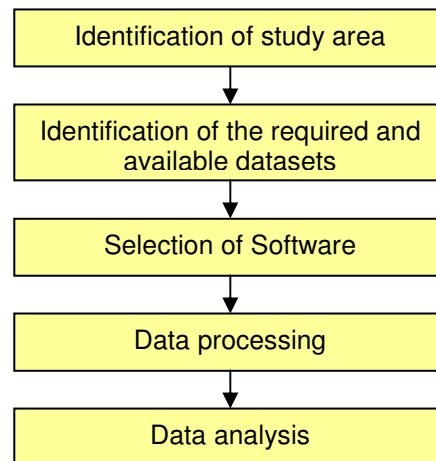 Identification of study area
Identification of the required and
available datasets
Selection of Software
Data processing
Data analysis